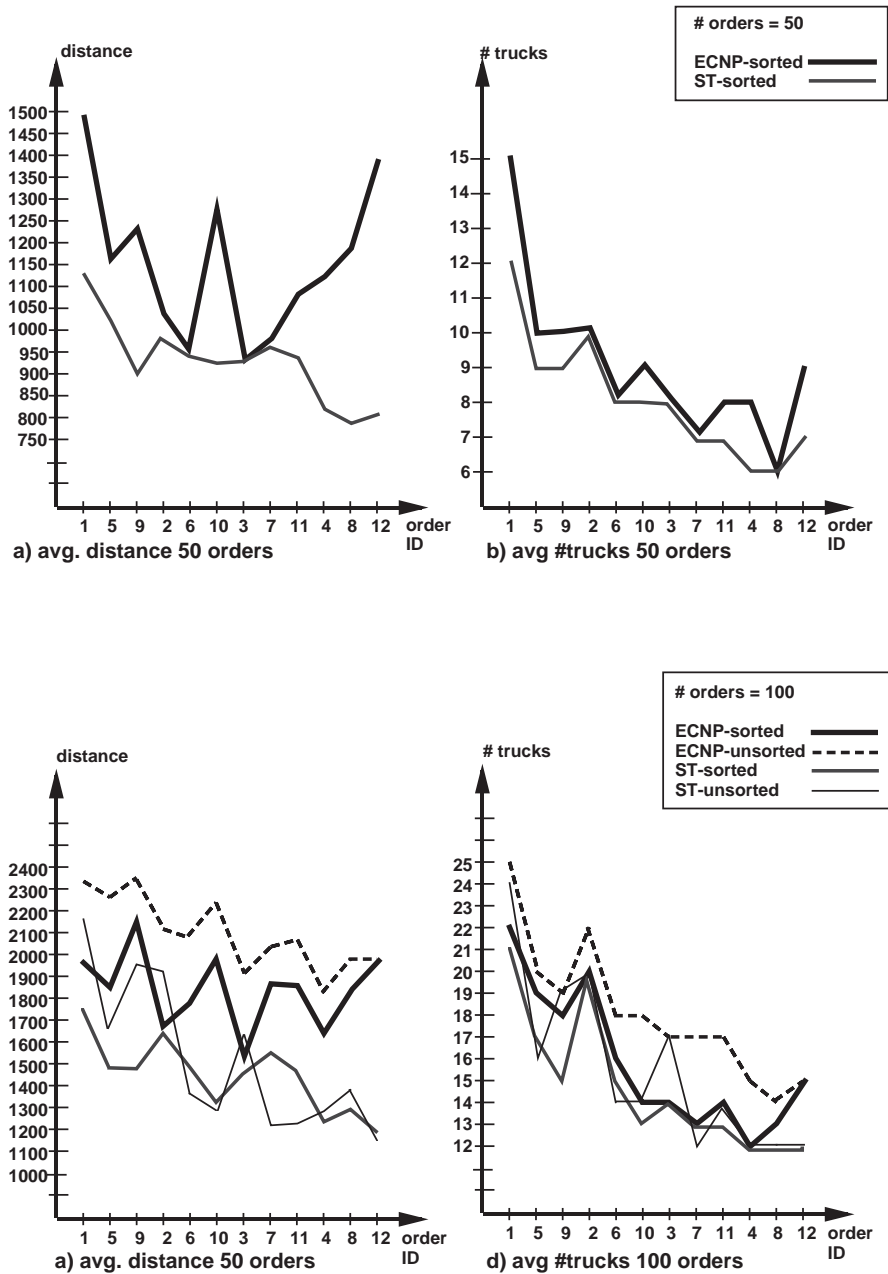 # orders = 50
ECNP-sorted
ST-sorted
distance
1500
1450
1400
1350
1300
1250
1200
1150
1100
1050
1000
950
900
850
800
750
1 5 9 2 6 10 3 7 11 4 8 12 order
ID
a) avg. distance 50 orders
# trucks
15
14
13
12
11
10
9
8
7
6
1 5 9 2 6 10 3 7 11 4 8 12 order
ID
b) avg #trucks 50 orders
# orders = 100
ECNP-sorted
ECNP-unsorted
ST-sorted
ST-unsorted
distance
2400
2300
2200
2100
2000
1900
1800
1700
1600
1500
1400
1300
1200
1100
1000
1 5 9 2 6 10 3 7 11 4 8 12 order
ID
a) avg. distance 50 orders
# trucks
25
24
23
22
21
20
19
18
17
16
15
14
13
12
1 5 9 2 6 10 3 7 11 4 8 12 order
ID
d) avg #trucks 100 orders